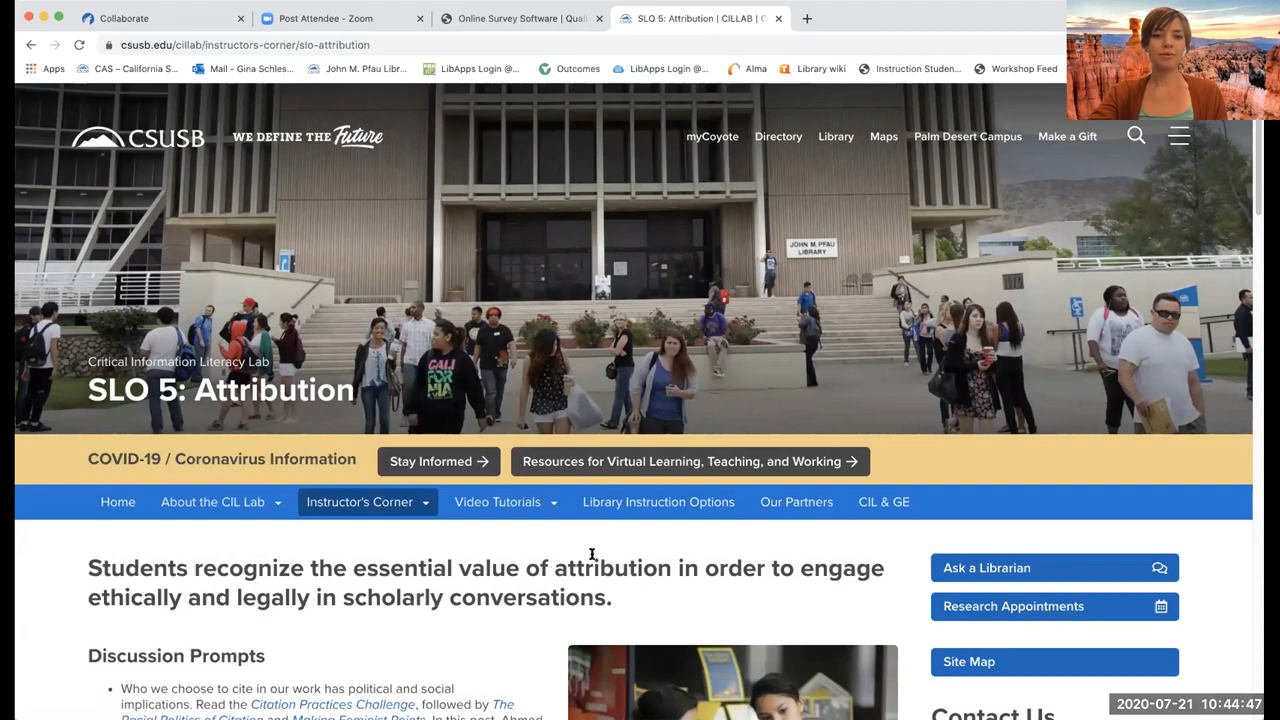 Collaborate
Post Attendee - Zoom
Online Survey Software | Qual
SLO 5: Attribution | CILLAB | C
csusb.edu/cillab/instructors-corner/slo-attribution
Apps
CAS – California S...
Mail - Gina Schles...
John M. Pfau Libr...
LibApps Login @...
Outcomes
LibApps Login @...
Alma
Library wiki
Instruction Studen...
Workshop Feed
CSUSB
WE DEFINE THE Future
myCoyote
Directory
Library
Maps
Palm Desert Campus
Make a Gift
JOHN M. PFAU
LIBRARY
CALI
FOR
NIA
Critical Information Literacy Lab
SLO 5: Attribution
COVID-19 / Coronavirus Information
Stay Informed →
Resources for Virtual Learning, Teaching, and Working →
Home
About the CIL Lab
Instructor's Corner
Video Tutorials
Library Instruction Options
Our Partners
CIL & GE
Students recognize the essential value of attribution in order to engage
ethically and legally in scholarly conversations.
Ask a Librarian
Research Appointments
Site Map
Contact Us
Discussion Prompts
• Who we choose to cite in our work has political and social
implications. Read the Citation Practices Challenge, followed by The
Racial Politics of Citation and Making Feminist Points. In this post, Ahmed
2020-07-21 10:44:47